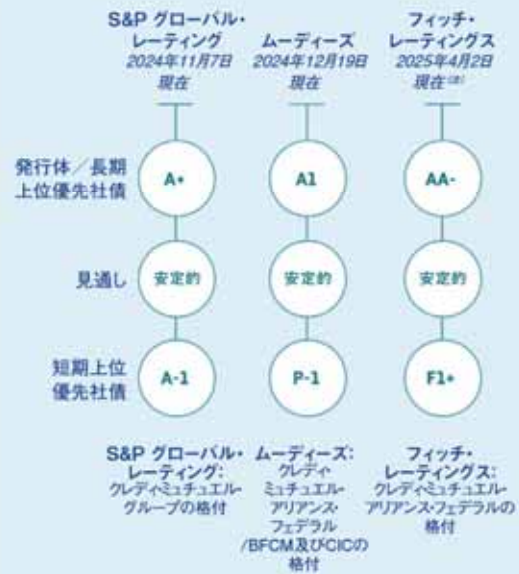 S&P グローバル・
レーティング
2024年11月7日
現在
ムーディーズ
2024年12月19日
現在
フィッチ・
レーティングス
2025年4月2日
現在(注)
発行体／長期
上位優先社債
A+
A1
AA-
見通し
安定的
安定的
安定的
短期上位
優先社債
A-1
P-1
F1+
S&P グローバル・
レーティング:
クレディ・ミュチュエル・
グループの格付
ムーディーズ:
クレディ・
ミュチュエル・
アリアンス・
フェデラル
/BFCM及びCICの
格付
フィッチ・
レーティングス:
クレディ・ミュチュエル・
アリアンス・フェデラルの
格付